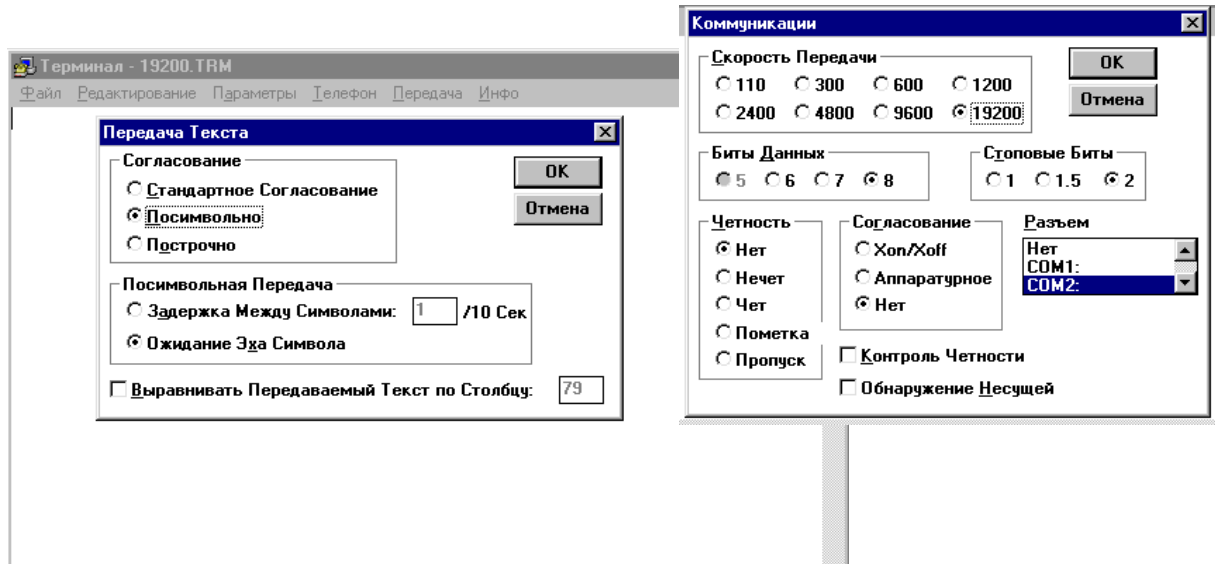 Терминал - 19200.TRM
Файл Редактирование Параметры Телефон Передача Инфо
Передача Текста
Согласование
Стандартное Согласование
Посимвольно
Построчно
OK
Отмена
Посимвольная Передача
Задержка Между Символами: 1 /10 Сек
Ожидание Эха Символа
Выравнивать Передаваемый Текст по Столбцу: 79
Коммуникации
Скорость Передачи
110 300 600 1200
2400 4800 9600 19200
OK
Отмена
Биты Данных
5 6 7 8
Стоповые Биты
1 1.5 2
Четность
Нет
Нечет
Чет
Пометка
Пропуск
Согласование
Xon/Xoff
Аппаратурное
Нет
Разъем
Нет
COM1:
COM2:
Контроль Четности
Обнаружение Несущей